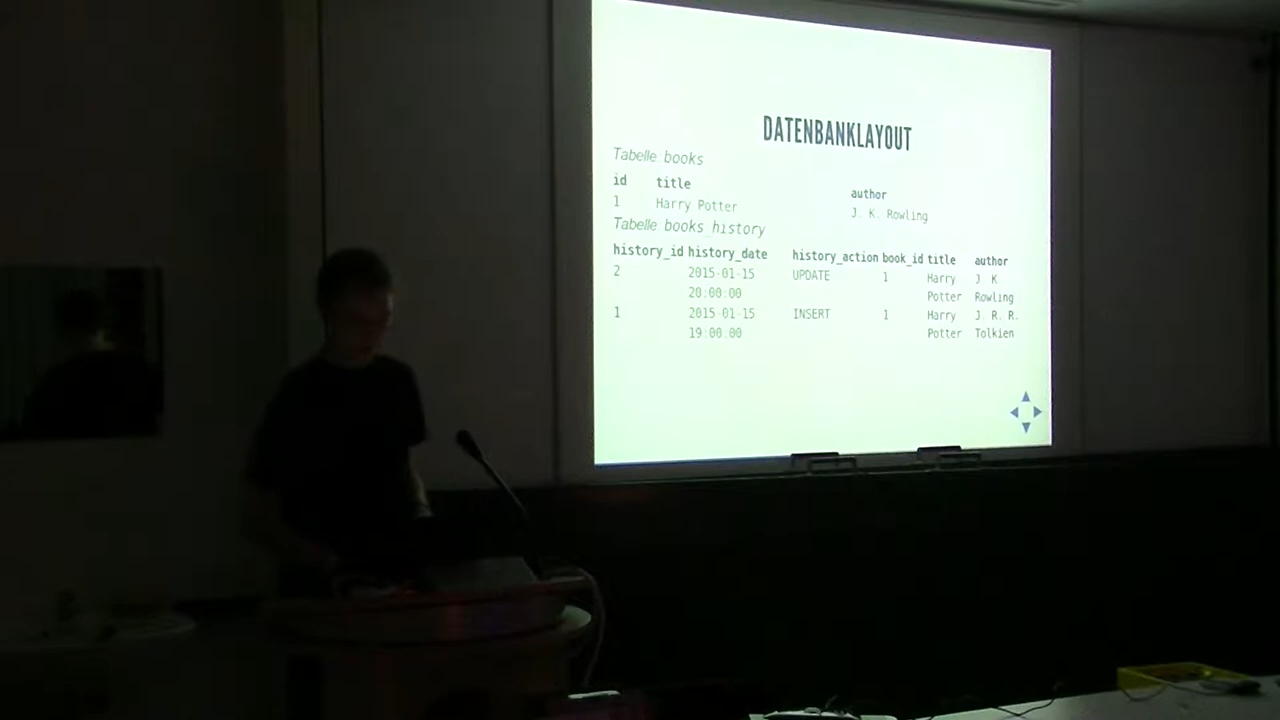 DATENBANKLAYOUT
Tabelle: books
id title author
1 Harry Potter J. K. Rowling
Tabelle: books_history
history_id history_date history_action book_id title author
2 2015-01-15 UPDATE 1 Harry J. K.
20:00:00 Potter Rowling
1 2015-01-15 INSERT 1 Harry J. R. R.
19:00:00 Potter Tolkien